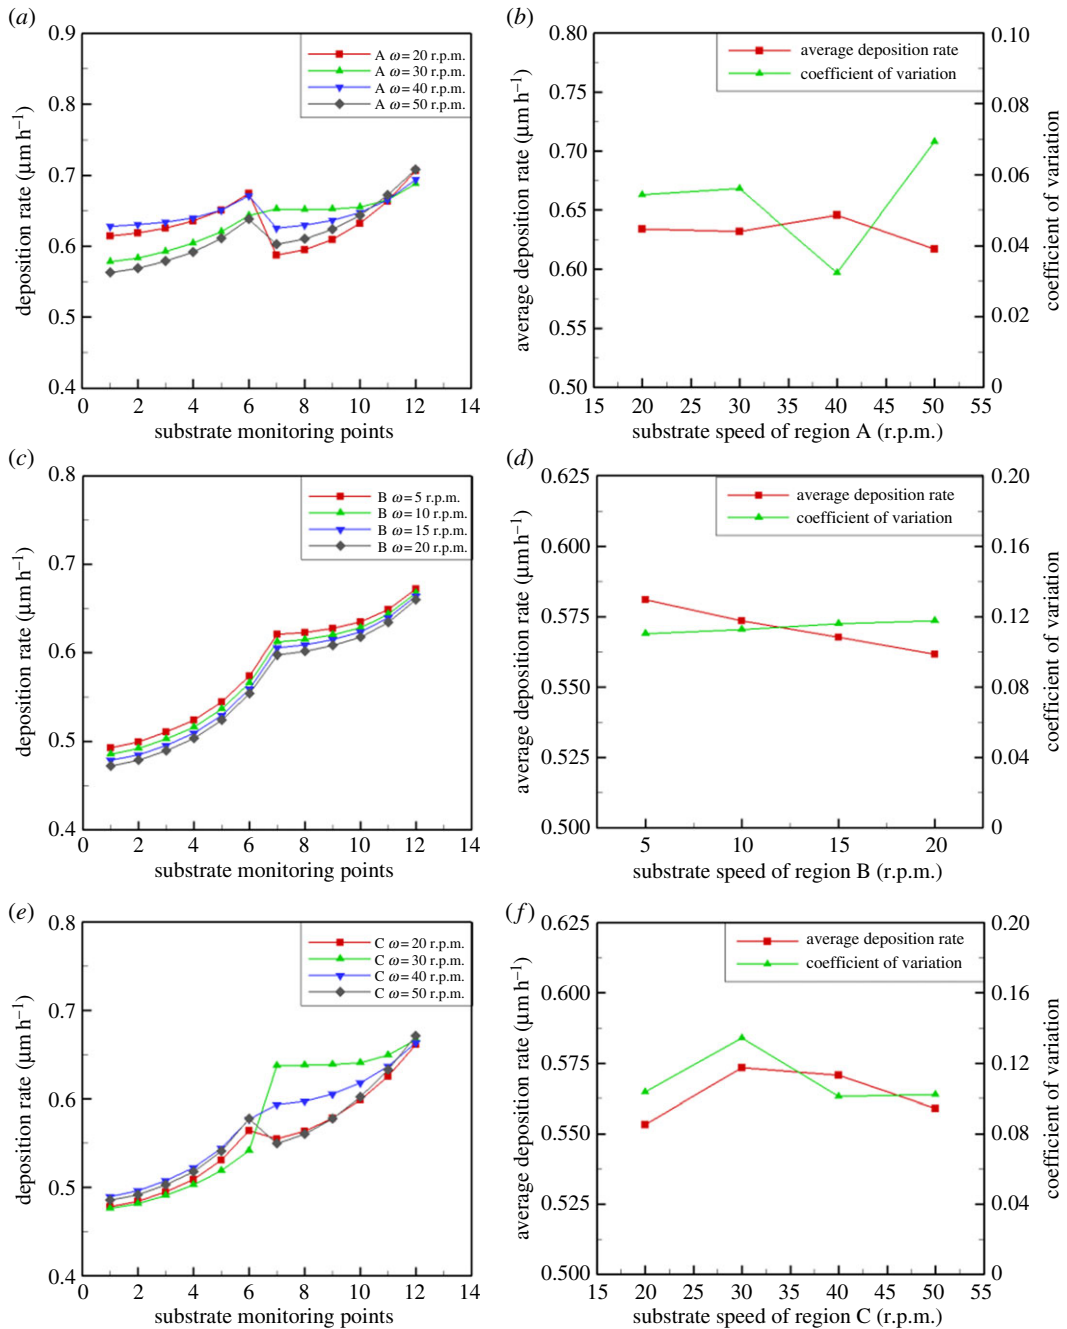 (a)
0.9
0.8
0.7
0.6
0.5
0.4
deposition rate (μm h⁻¹)
A ω= 20 r.p.m.
A ω= 30 r.p.m.
A ω= 40 r.p.m.
A ω= 50 r.p.m.
0 2 4 6 8 10 12 14
substrate monitoring points
(b)
0.80
0.75
0.70
0.65
0.60
0.55
0.50
average deposition rate (μm h⁻¹)
average deposition rate
coefficient of variation
0.10
0.08
0.06
0.04
0.02
0
coefficient of variation
15 20 25 30 35 40 45 50 55
substrate speed of region A (r.p.m.)
(c)
0.8
0.7
0.6
0.5
0.4
deposition rate (μm h⁻¹)
B ω= 5 r.p.m.
B ω= 10 r.p.m.
B ω= 15 r.p.m.
B ω= 20 r.p.m.
0 2 4 6 8 10 12 14
substrate monitoring points
(d)
0.625
0.600
0.575
0.550
0.525
0.500
average deposition rate (μm h⁻¹)
average deposition rate
coefficient of variation
0.20
0.16
0.12
0.08
0.04
0
coefficient of variation
5 10 15 20
substrate speed of region B (r.p.m.)
(e)
0.8
0.7
0.6
0.5
0.4
deposition rate (μm h⁻¹)
C ω= 20 r.p.m.
C ω= 30 r.p.m.
C ω= 40 r.p.m.
C ω= 50 r.p.m.
0 2 4 6 8 10 12 14
substrate monitoring points
(f)
0.625
0.600
0.575
0.550
0.525
0.500
average deposition rate (μm h⁻¹)
average deposition rate
coefficient of variation
0.20
0.16
0.12
0.08
0.04
0
coefficient of variation
15 20 25 30 35 40 45 50 55
substrate speed of region C (r.p.m.)